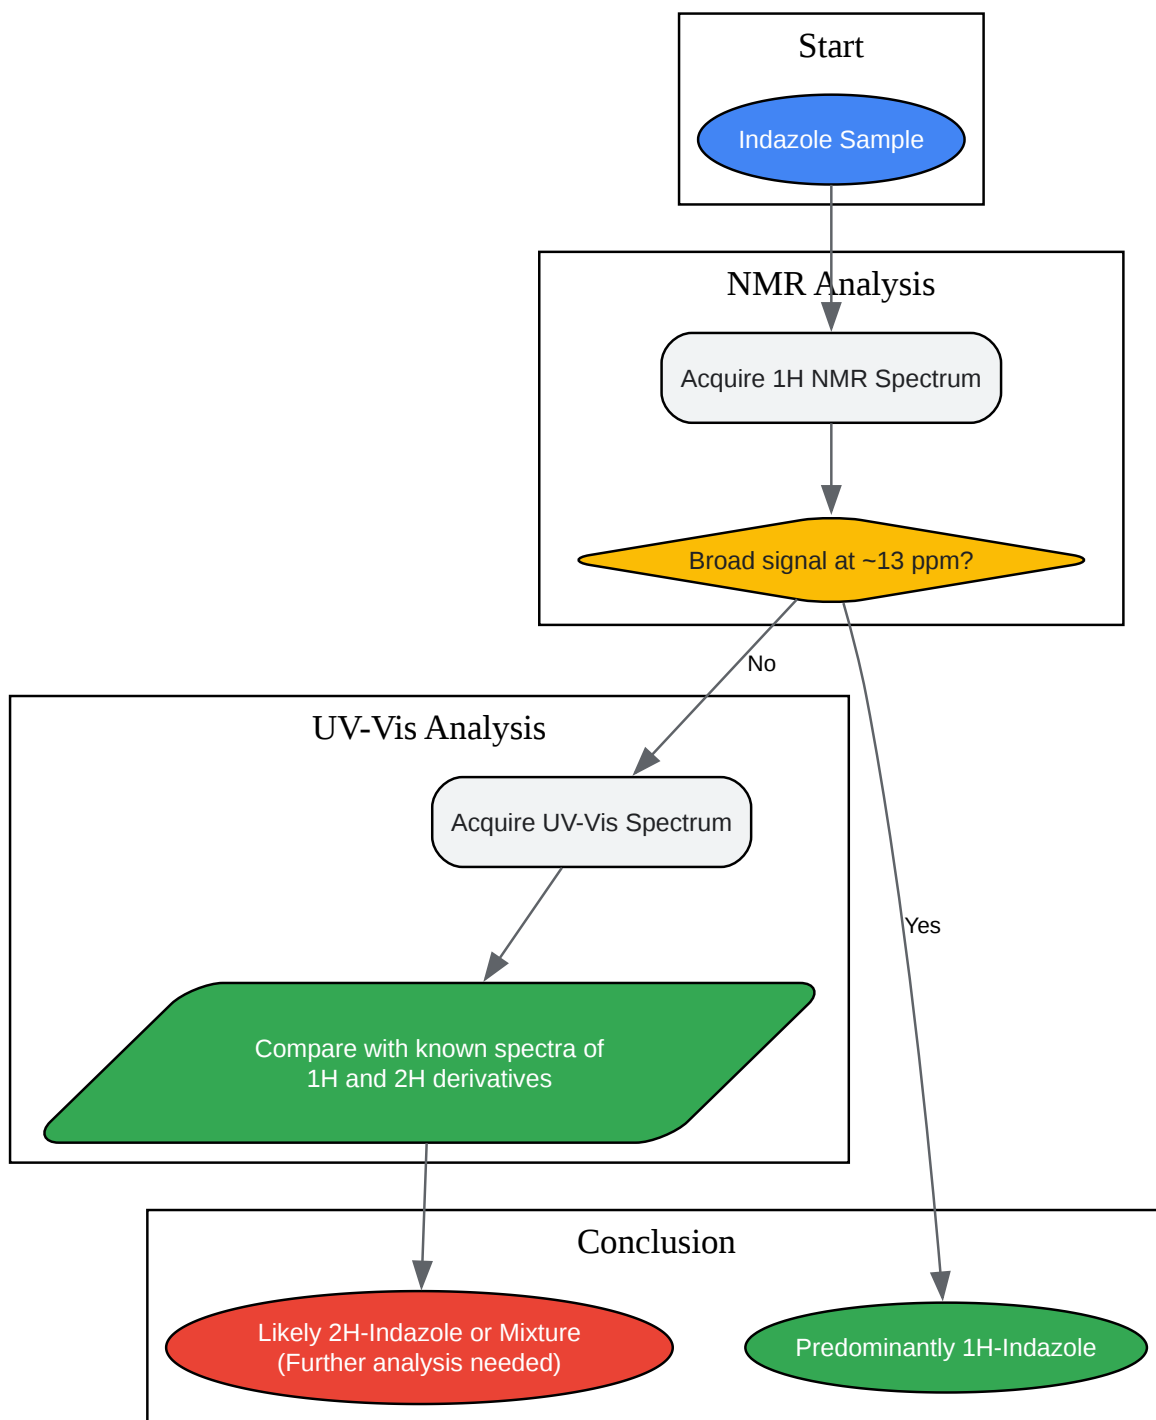 Start
Indazole Sample
NMR Analysis
Acquire 1H NMR Spectrum
Broad signal at ~13 ppm?
No
UV-Vis Analysis
Acquire UV-Vis Spectrum
Yes
Compare with known spectra of
1H and 2H derivatives
Conclusion
Likely 2H-Indazole or Mixture
(Further analysis needed)
Predominantly 1H-Indazole